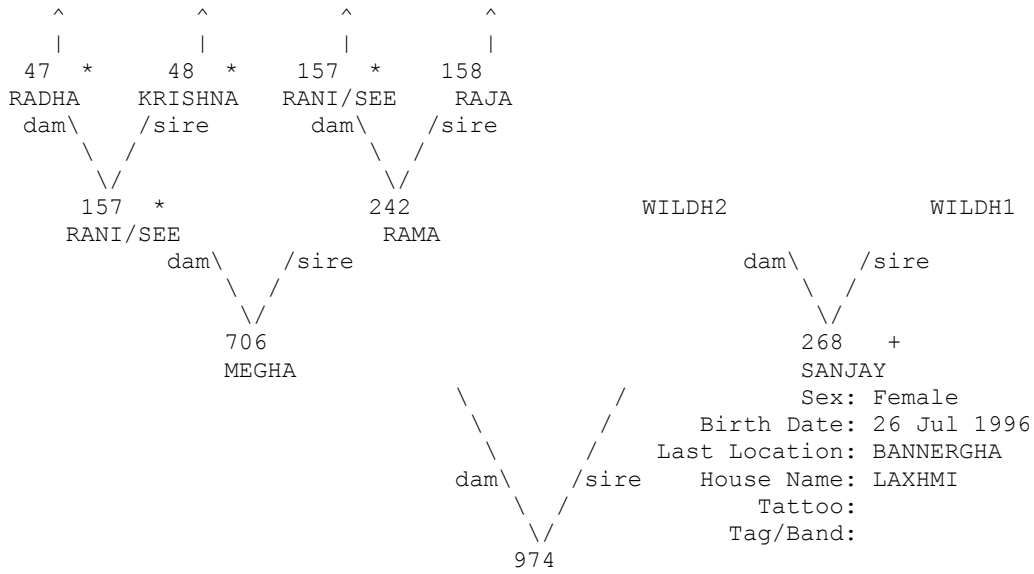 ^ ^ ^ ^
| | | |
47 * 48 * 157 * 158
RADHA KRISHNA RANI/SEE RAJA
dam\ /sire dam\ /sire
\ / \ /
\/ \/
157 * 242 WILDH2 WILDH1
RANI/SEE RAMA
dam\ /sire dam\ /sire
\ / \ /
\/ \/
706 268 +
MEGHA SANJAY
\ / Sex: Female
\ / Birth Date: 26 Jul 1996
\ / Last Location: BANNERGHA
dam\ /sire House Name: LAXHMI
\ / Tattoo:
\/ Tag/Band:
974